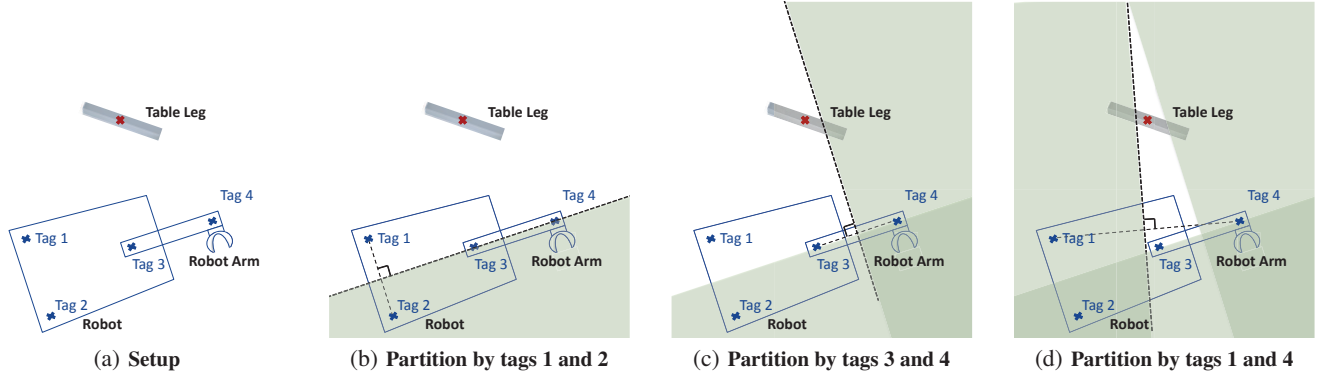 Table Leg
Tag 4
Tag 1
Tag 3
Robot Arm
Tag 2
Robot
(a) Setup
Table Leg
Tag 4
Tag 1
Tag 3
Robot Arm
Tag 2
Robot
(b) Partition by tags 1 and 2
Table Leg
Tag 4
Tag 1
Tag 3
Robot Arm
Tag 2
Robot
(c) Partition by tags 3 and 4
Table Leg
Tag 4
Tag 1
Tag 3
Robot Arm
Tag 2
Robot
(d) Partition by tags 1 and 4